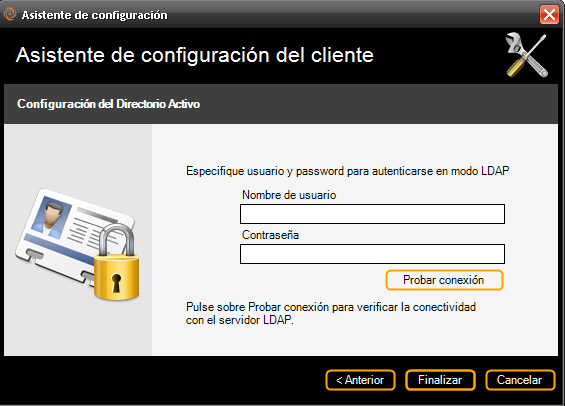 Asistente de configuración
Asistente de configuración del cliente
Configuración del Directorio Activo
Especifique usuario y password para autenticarse en modo LDAP
Nombre de usuario
Contraseña
Probar conexión
Pulse sobre Probar conexión para verificar la conectividad
con el servidor LDAP.
< Anterior
Finalizar
Cancelar